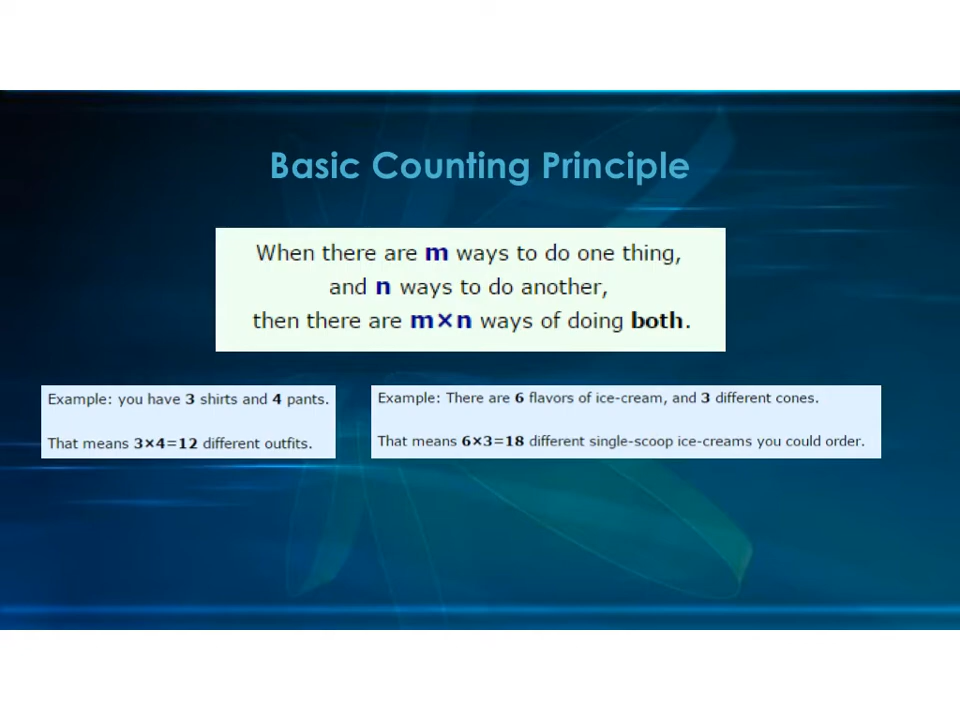 Basic Counting Principle
When there are m ways to do one thing,
and n ways to do another,
then there are m×n ways of doing both.
Example: you have 3 shirts and 4 pants.
That means 3×4=12 different outfits.
Example: There are 6 flavors of ice-cream, and 3 different cones.
That means 6×3=18 different single-scoop ice-creams you could order.